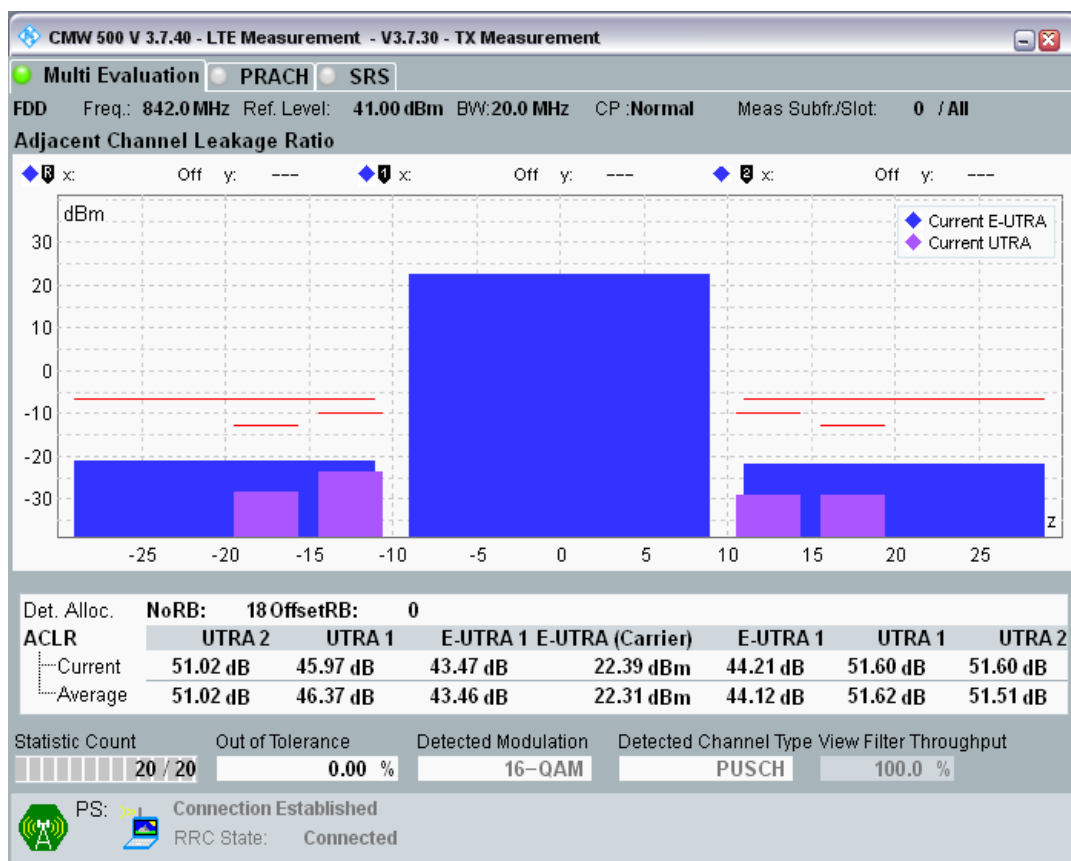 CMW 500 V 3.7.40 - LTE Measurement - V3.7.30 - TX Measurement
Multi Evaluation PRACH SRS
FDD Freq.: 842.0 MHz Ref. Level: 41.00 dBm BW:20.0 MHz CP :Normal Meas Subfr./Slot: 0 / All
Adjacent Channel Leakage Ratio
R x: Off y: --- 1 x: Off y: --- 2 x: Off y: ---
dBm
Current E-UTRA
Current UTRA
30
20
10
0
-10
-20
-30
z
-25 -20 -15 -10 -5 0 5 10 15 20 25
Det. Alloc. NoRB: 18 OffsetRB: 0
ACLR UTRA 2 UTRA 1 E-UTRA 1 E-UTRA (Carrier) E-UTRA 1 UTRA 1 UTRA 2
Current 51.02 dB 45.97 dB 43.47 dB 22.39 dBm 44.21 dB 51.60 dB 51.60 dB
Average 51.02 dB 46.37 dB 43.46 dB 22.31 dBm 44.12 dB 51.62 dB 51.51 dB
Statistic Count Out of Tolerance Detected Modulation Detected Channel Type View Filter Throughput
20 / 20 0.00 % 16-QAM PUSCH 100.0 %
PS: Connection Established
RRC State: Connected